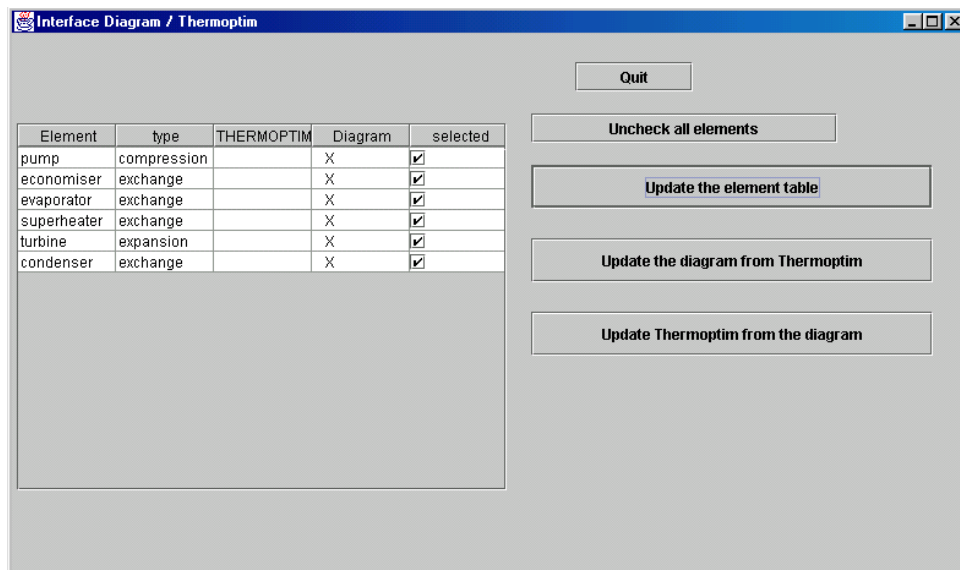 Interface Diagram / Thermoptim
Quit
Uncheck all elements
Update the element table
Update the diagram from Thermoptim
Update Thermoptim from the diagram
Element type THERMOPTIM Diagram selected
pump compression X
economiser exchange X
evaporator exchange X
superheater exchange X
turbine expansion X
condenser exchange X